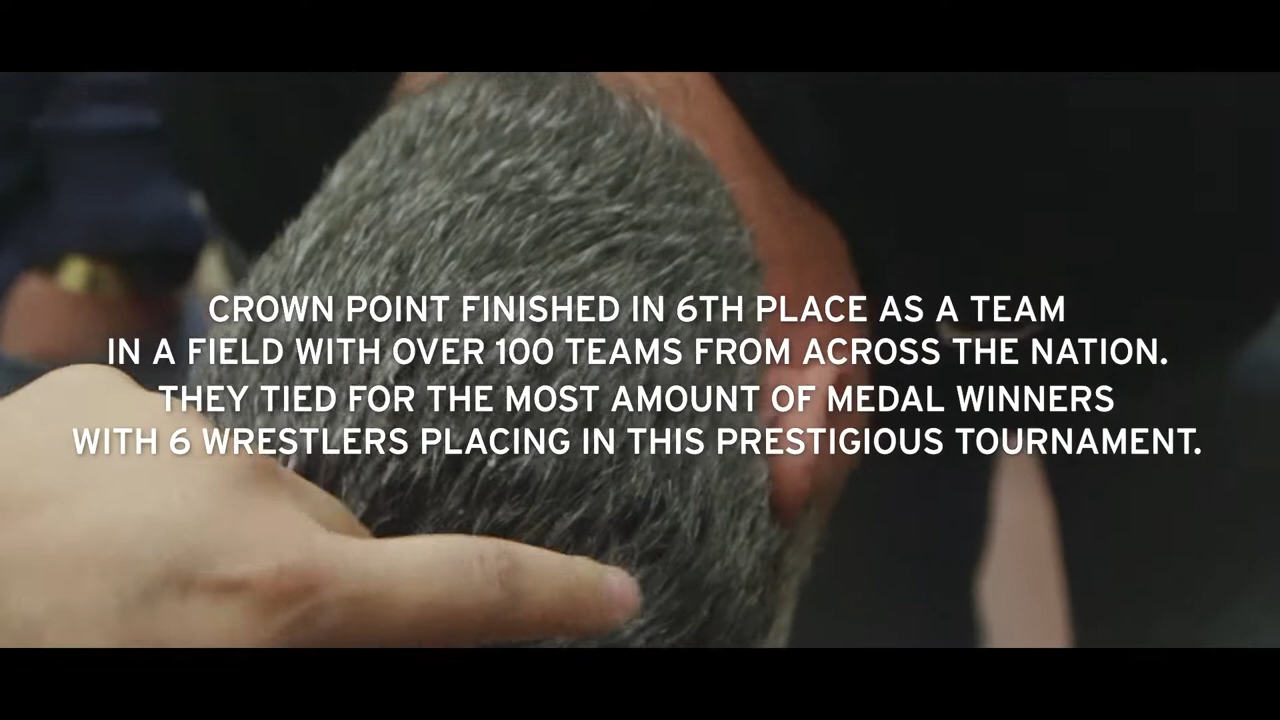 CROWN POINT FINISHED IN 6TH PLACE AS A TEAM
IN A FIELD WITH OVER 100 TEAMS FROM ACROSS THE NATION.
THEY TIED FOR THE MOST AMOUNT OF MEDAL WINNERS
WITH 6 WRESTLERS PLACING IN THIS PRESTIGIOUS TOURNAMENT.